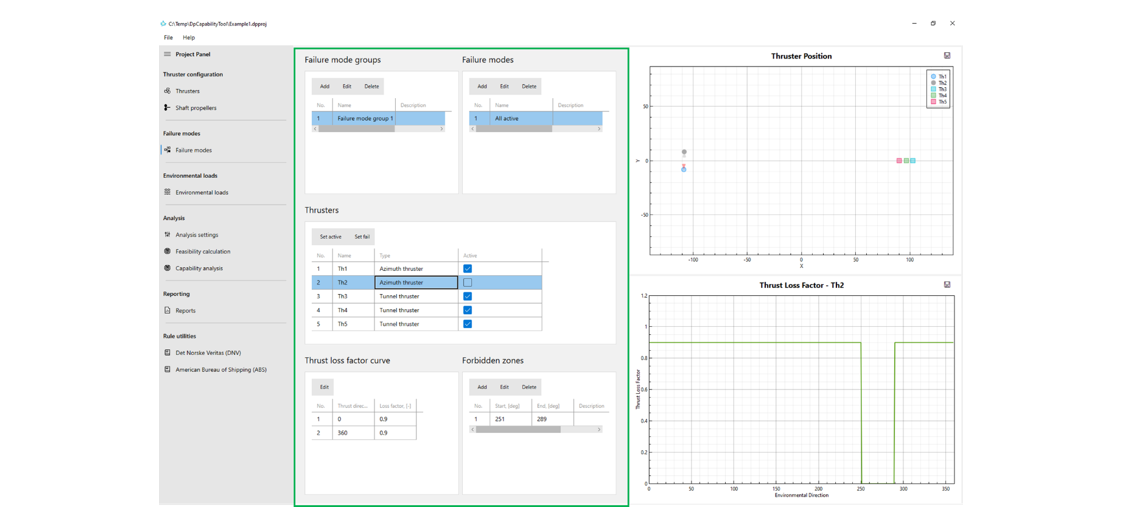 C:\Temp\DpCapabilityTool\Example1.dpproj
File Help
Project Panel
Thruster configuration
Thrusters
Shaft propellers
Failure modes
Failure modes
Environmental loads
Environmental loads
Analysis
Analysis settings
Feasibility calculation
Capability analysis
Reporting
Reports
Rule utilities
Det Norske Veritas (DNV)
American Bureau of Shipping (ABS)
Failure mode groups
Add Edit Delete
No. Name Description
1 Failure mode group 1
Failure modes
Add Edit Delete
No. Name Description
1 All active
Thrusters
Set active Set fail
No. Name Type Active
1 Th1 Azimuth thruster
2 Th2 Azimuth thruster
3 Th3 Tunnel thruster
4 Th4 Tunnel thruster
5 Th5 Tunnel thruster
Thrust loss factor curve
Edit
No. Thrust direc... Loss factor, [-]
1 0 0.9
2 360 0.9
Forbidden zones
Add Edit Delete
No. Start, [deg] End, [deg] Description
1 251 289
Thruster Position
Th1
Th2
Th3
Th4
Th5
50
0
-50
Y
-100 -50 0 50 100
X
Thrust Loss Factor - Th2
1.2
1
0.8
0.6
0.4
0.2
0
Thrust Loss Factor
0 50 100 150 200 250 300 350
Environmental Direction